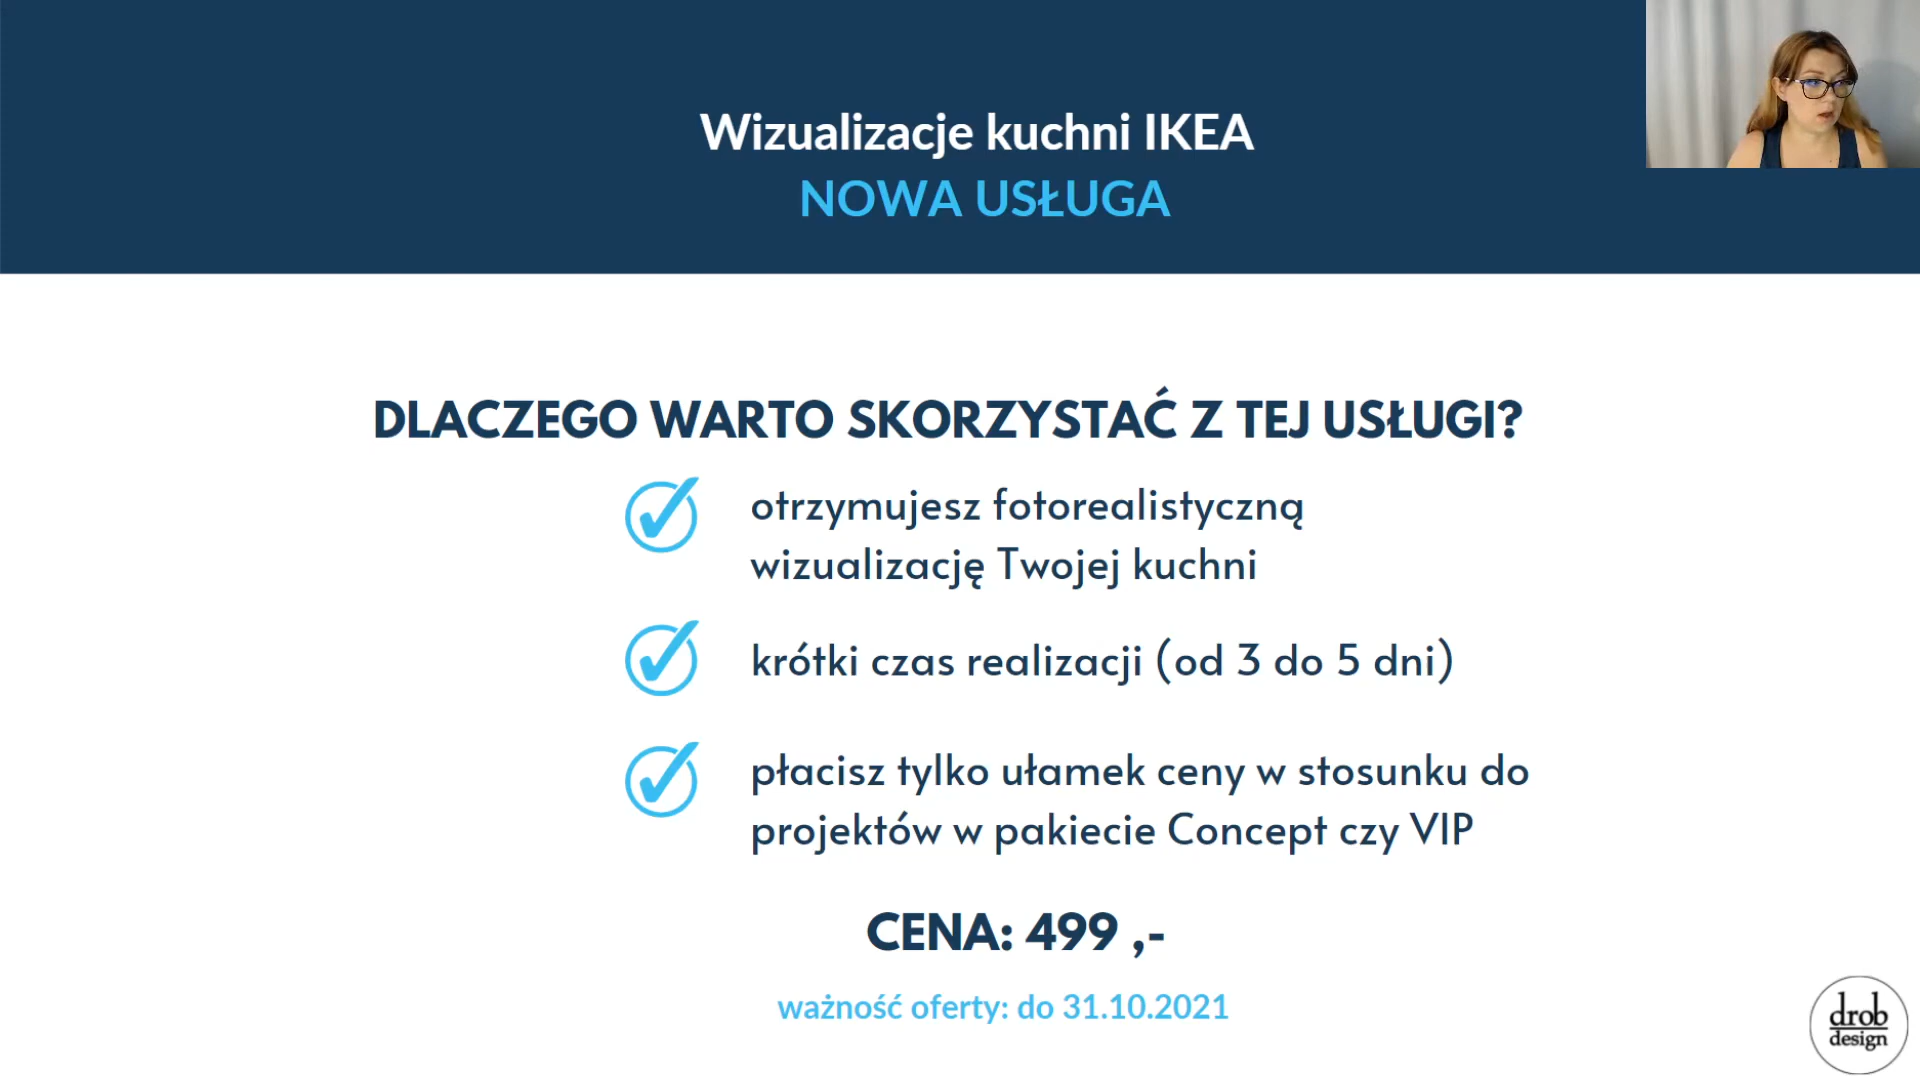 Wizualizacje kuchni IKEA
NOWA USŁUGA
DLACZEGO WARTO SKORZYSTAĆ Z TEJ USŁUGI?
otrzymujesz fotorealistyczną
wizualizację Twojej kuchni
krótki czas realizacji (od 3 do 5 dni)
płacisz tylko ułamek ceny w stosunku do
projektów w pakiecie Concept czy VIP
CENA: 499 ,-
ważność oferty: do 31.10.2021
drob
design